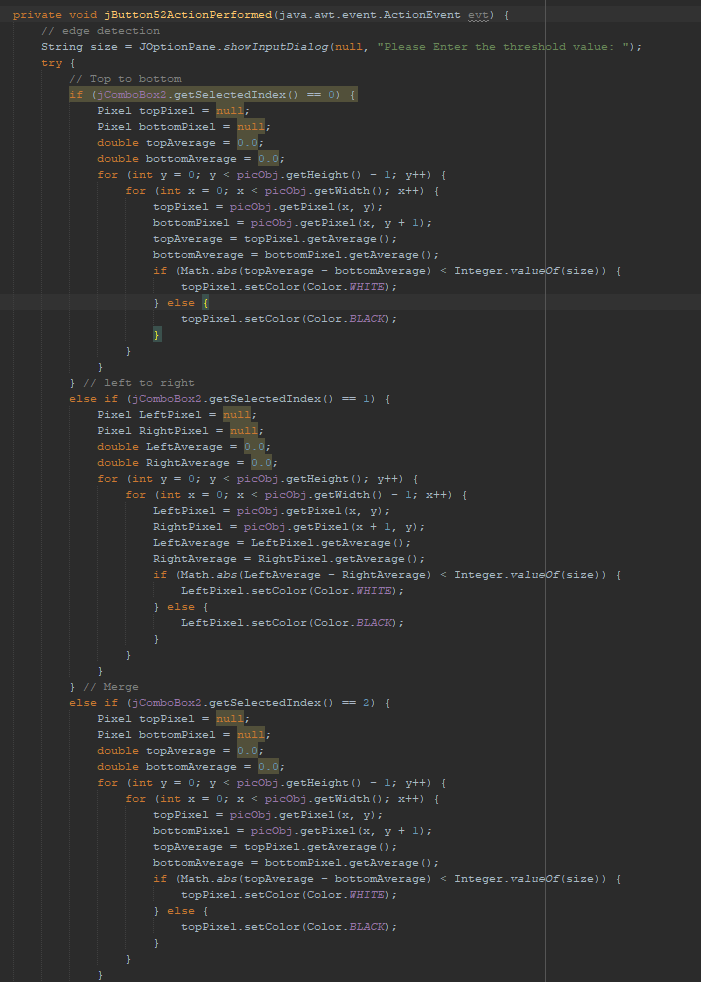 private void jButton52ActionPerformed(java.awt.event.ActionEvent evt) {
// edge detection
String size = JOptionPane.showInputDialog(null, "Please Enter the threshold value: ");
try {
// Top to bottom
if (jComboBox2.getSelectedIndex() == 0) {
Pixel topPixel = null;
Pixel bottomPixel = null;
double topAverage = 0.0;
double bottomAverage = 0.0;
for (int y = 0; y < picObj.getHeight() - 1; y++) {
for (int x = 0; x < picObj.getWidth(); x++) {
topPixel = picObj.getPixel(x, y);
bottomPixel = picObj.getPixel(x, y + 1);
topAverage = topPixel.getAverage();
bottomAverage = bottomPixel.getAverage();
if (Math.abs(topAverage - bottomAverage) < Integer.valueOf(size)) {
topPixel.setColor(Color.WHITE);
} else {
topPixel.setColor(Color.BLACK);
}
}
}
} // left to right
else if (jComboBox2.getSelectedIndex() == 1) {
Pixel LeftPixel = null;
Pixel RightPixel = null;
double LeftAverage = 0.0;
double RightAverage = 0.0;
for (int y = 0; y < picObj.getHeight(); y++) {
for (int x = 0; x < picObj.getWidth() - 1; x++) {
LeftPixel = picObj.getPixel(x, y);
RightPixel = picObj.getPixel(x + 1, y);
LeftAverage = LeftPixel.getAverage();
RightAverage = RightPixel.getAverage();
if (Math.abs(LeftAverage - RightAverage) < Integer.valueOf(size)) {
LeftPixel.setColor(Color.WHITE);
} else {
LeftPixel.setColor(Color.BLACK);
}
}
}
} // Merge
else if (jComboBox2.getSelectedIndex() == 2) {
Pixel topPixel = null;
Pixel bottomPixel = null;
double topAverage = 0.0;
double bottomAverage = 0.0;
for (int y = 0; y < picObj.getHeight() - 1; y++) {
for (int x = 0; x < picObj.getWidth(); x++) {
topPixel = picObj.getPixel(x, y);
bottomPixel = picObj.getPixel(x, y + 1);
topAverage = topPixel.getAverage();
bottomAverage = bottomPixel.getAverage();
if (Math.abs(topAverage - bottomAverage) < Integer.valueOf(size)) {
topPixel.setColor(Color.WHITE);
} else {
topPixel.setColor(Color.BLACK);
}
}
}